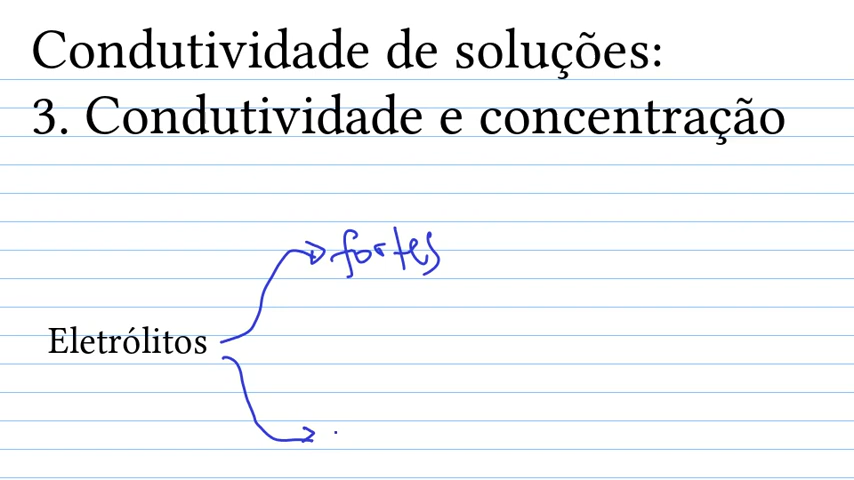 Condutividade de soluções:
3. Condutividade e concentração
fortes
Eletrólitos